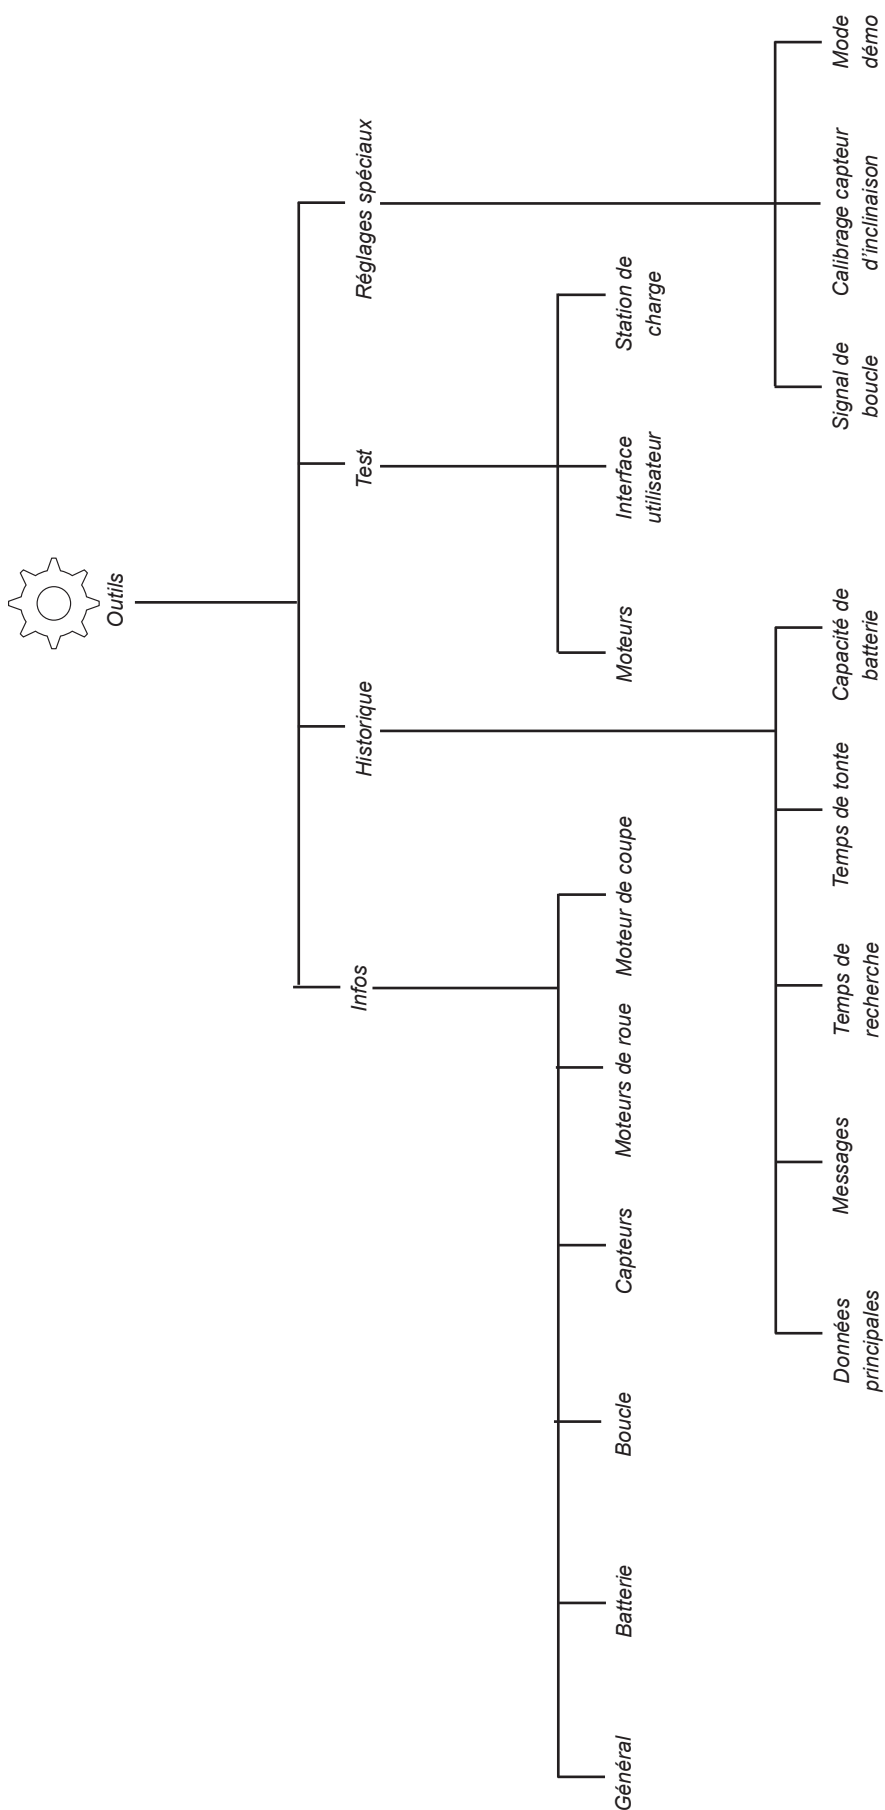 Outils
Infos
Historique
Test
Réglages spéciaux
Général
Batterie
Boucle
Capteurs
Moteurs de roue
Moteur de coupe
Moteurs
Interface
utilisateur
Station de
charge
Données
principales
Messages
Temps de
recherche
Temps de tonte
Capacité de
batterie
Signal de
boucle
Calibrage capteur
d'inclinaison
Mode
démo